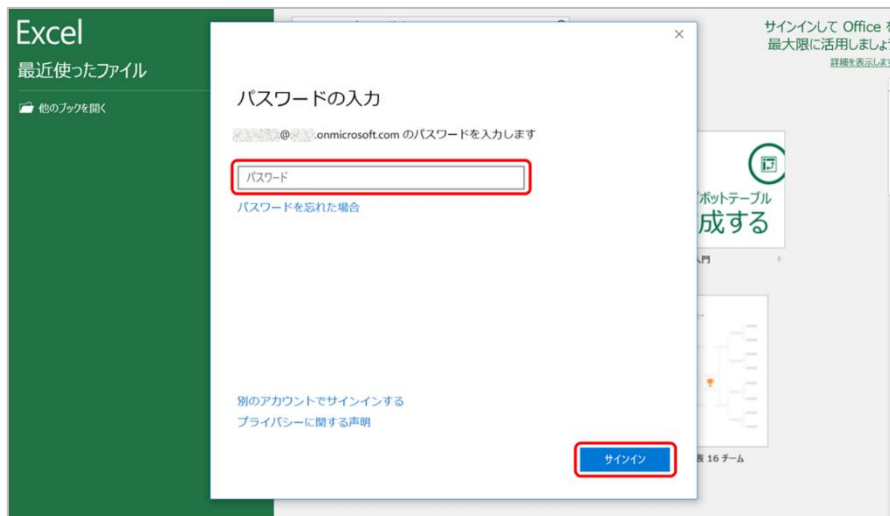 Excel
最近使ったファイル
他のブックを開く
サインインして Office を
最大限に活用しましょ
詳細を表示しま
パスワードの入力
@ .onmicrosoft.com のパスワードを入力します
パスワード
パスワードを忘れた場合
別のアカウントでサインインする
プライバシーに関する声明
サインイン
ボットテーブル
成する
入門
表 16 チーム